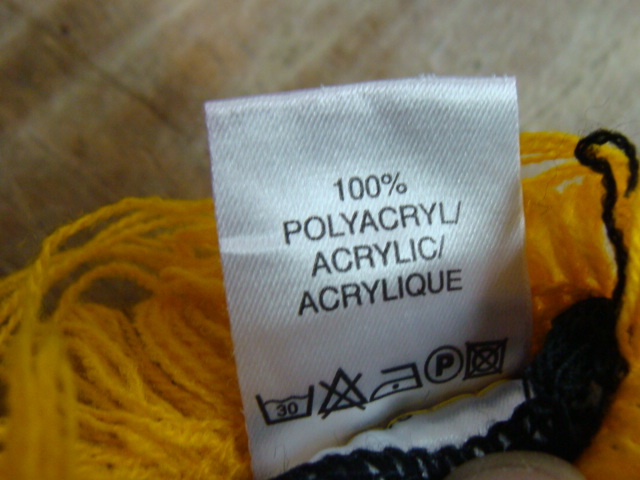 100%
POLYACRYL/
ACRYLIC/
ACRYLIQUE
30 P